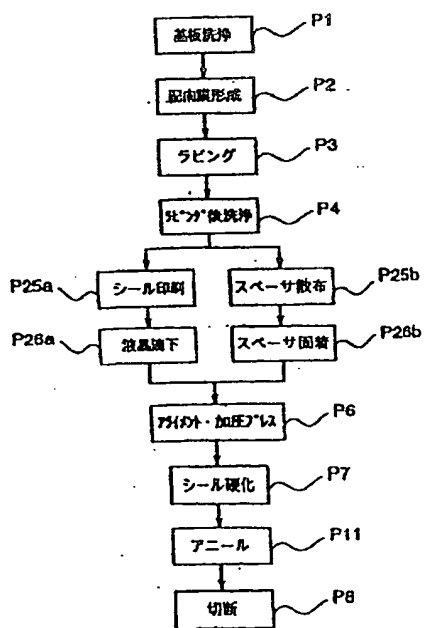 基板洗浄
P1
配向膜形成
P2
ラビング
P3
ラビング後洗浄
P4
P25a
シール印刷
スペーサ散布
P25b
P26a
液晶滴下
スペーサ固着
P26b
アライメント・加圧プレス
P6
シール硬化
P7
アニール
P11
切断
P8